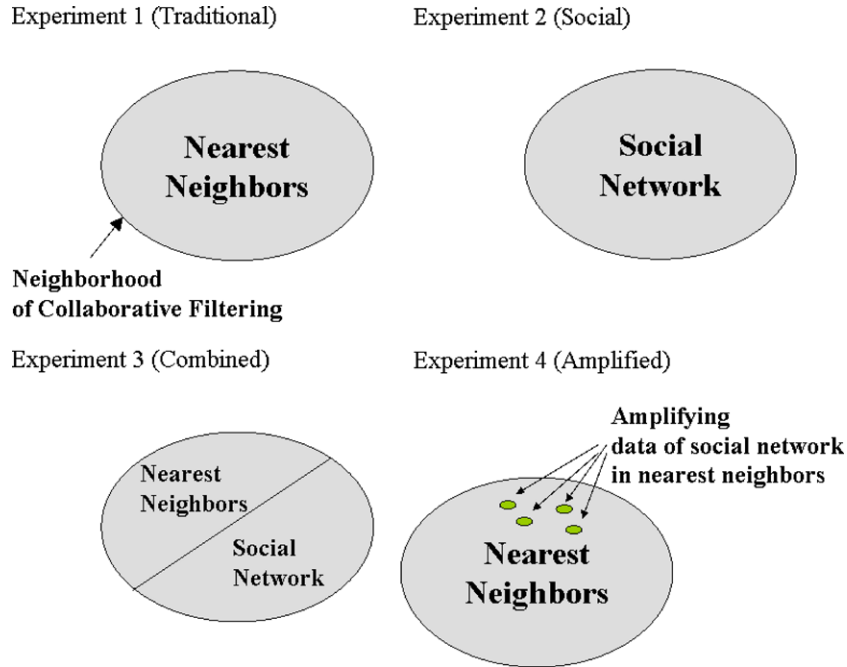 Experiment 1 (Traditional)
Experiment 2 (Social)
Nearest
Neighbors
Social
Network
Neighborhood
of Collaborative Filtering
Experiment 3 (Combined)
Experiment 4 (Amplified)
Nearest
Neighbors
Social
Network
Amplifying
data of social network
in nearest neighbors
Nearest
Neighbors